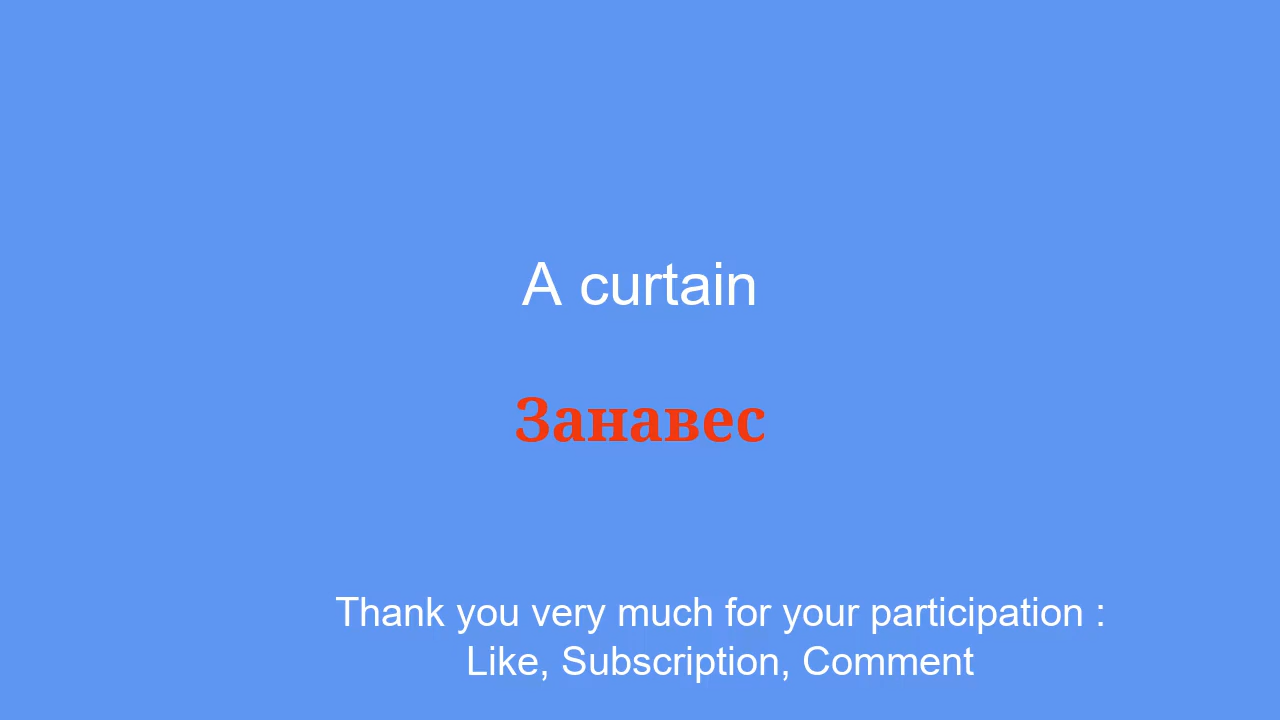 A curtain
Занавес
Thank you very much for your participation :
Like, Subscription, Comment